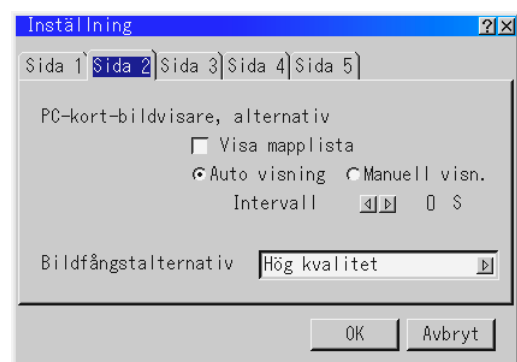 Inställning
Sida 1 Sida 2 Sida 3 Sida 4 Sida 5
PC-kort-bildvisare, alternativ
Visa mapplista
Auto visning Manuell visn.
Intervall 0 S
Bildfångstalternativ Hög kvalitet
OK Avbryt